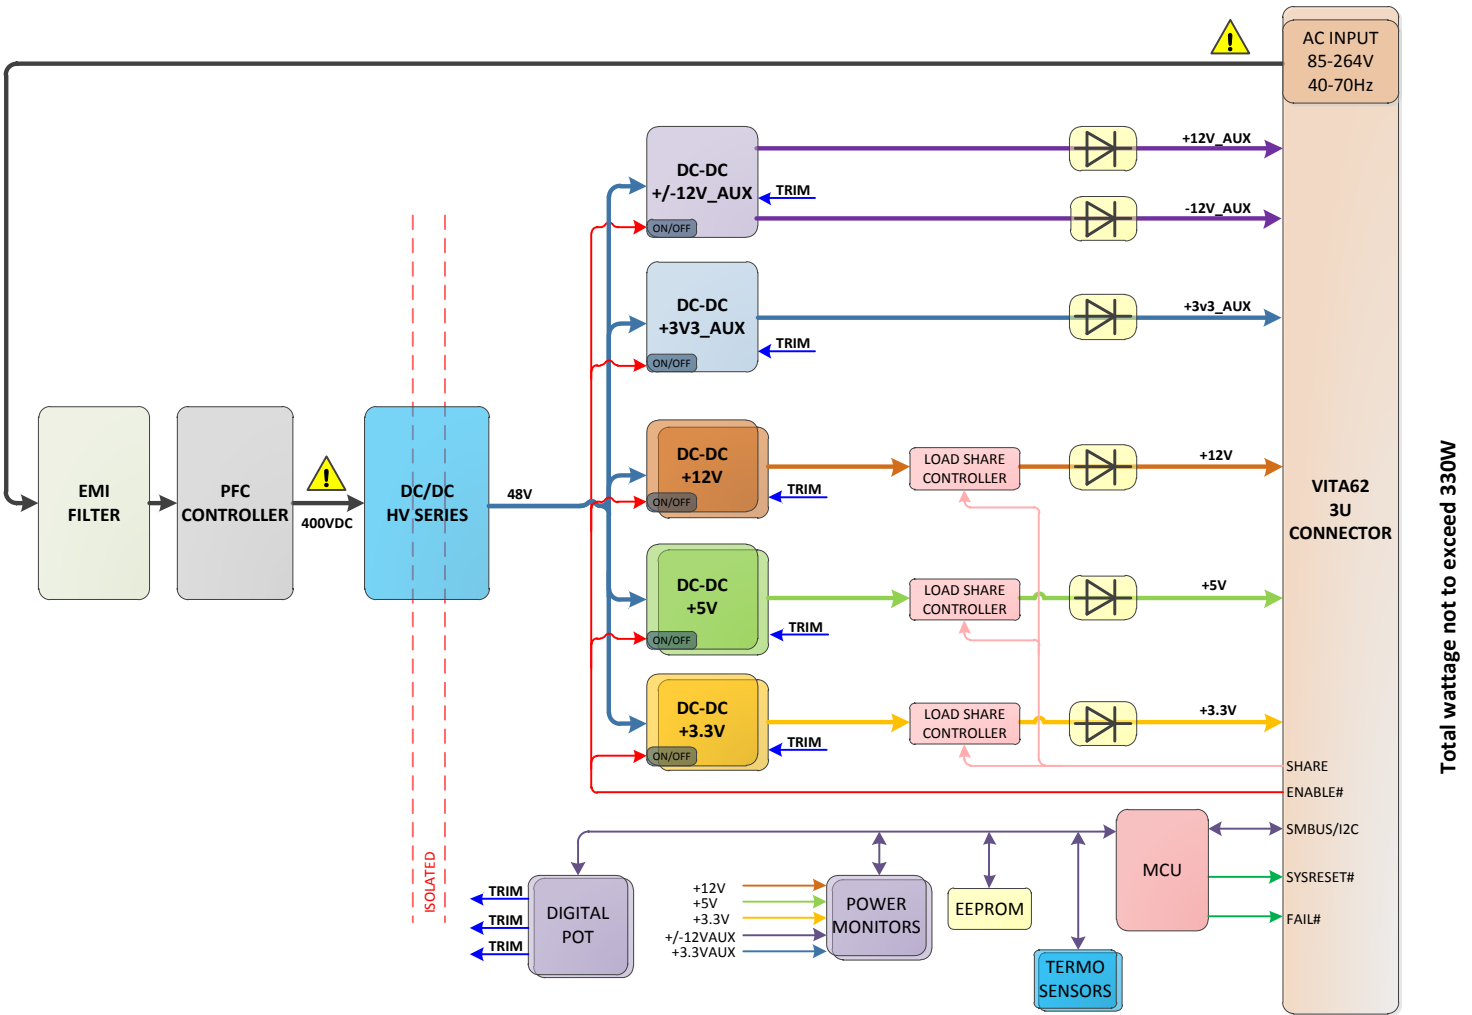 AC INPUT
85-264V
40-70Hz
DC-DC
+/-12V_AUX
ON/OFF
TRIM
+12V_AUX
-12V_AUX
DC-DC
+3V3_AUX
ON/OFF
TRIM
+3v3_AUX
EMI
FILTER
PFC
CONTROLLER
400VDC
DC/DC
HV SERIES
48V
DC-DC
+12V
ON/OFF
TRIM
LOAD SHARE
CONTROLLER
+12V
DC-DC
+5V
ON/OFF
TRIM
LOAD SHARE
CONTROLLER
+5V
DC-DC
+3.3V
ON/OFF
TRIM
LOAD SHARE
CONTROLLER
+3.3V
VITA62
3U
CONNECTOR
Total wattage not to exceed 330W
SHARE
ENABLE#
SMBUS/I2C
SYSRESET#
FAIL#
MCU
ISOLATED
TRIM
TRIM
TRIM
DIGITAL
POT
+12V
+5V
+3.3V
+/-12VAUX
+3.3VAUX
POWER
MONITORS
EEPROM
TERMO
SENSORS